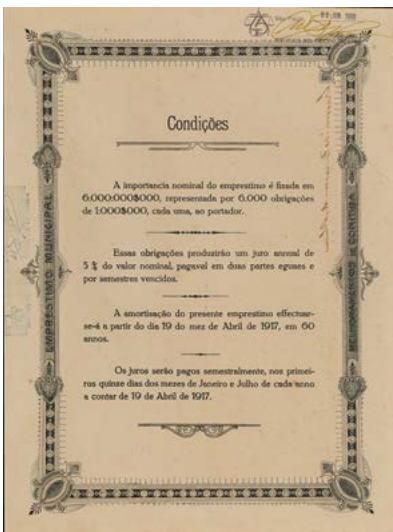 Condições
A importancia nominal do emprestimo é fixada em
6.000:000$000, representada por 6.000 obrigações
de 1:000$000, cada uma, ao portador.
Essas obrigações produzirão um juro annual de
5 % do valor nominal, pagavel em duas partes eguaes e
por semestres vencidos.
A amortisação do presente emprestimo effectuar-
se-á a partir do dia 19 do mez de Abril de 1917, em 60
annos.
Os juros serão pagos semestralmente, nos primei-
ros quinze dias dos mezes de Janeiro e Julho de cada anno
a contar de 19 de Abril de 1917.
EMPRESTIMO MUNICIPAL
MELHORAMENTOS DE CORITIBA